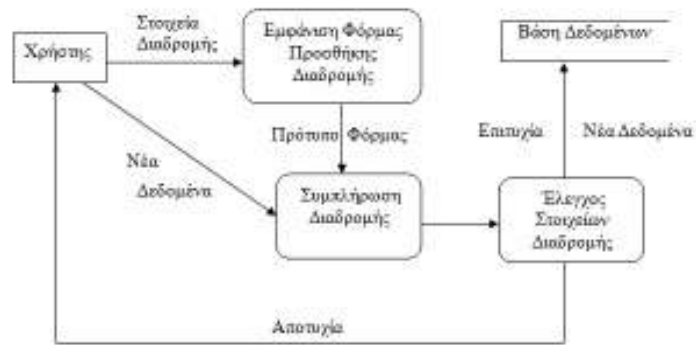 Χρήστης
Στοιχεία
Διαδρομής
Εμφάνιση Φόρμας
Προσθήκης
Διαδρομής
Βάση Δεδομένων
Πρότυπο Φόρμας
Επιτυχία Νέα Δεδομένα
Νέα
Δεδομένα
Συμπλήρωση
Διαδρομής
Έλεγχος
Στοιχείων
Διαδρομής
Αποτυχία